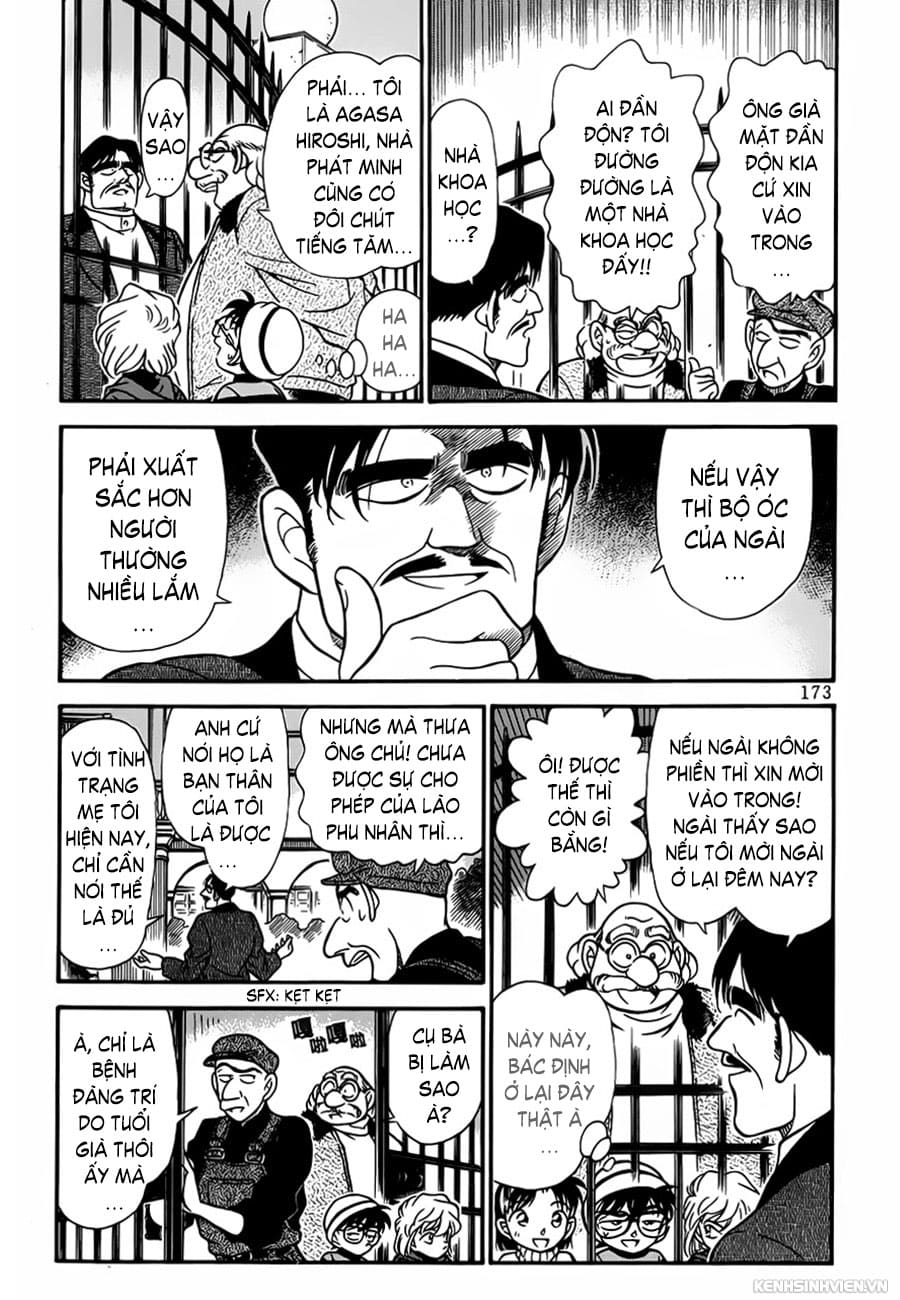 ÔNG GIÀ
MẶT ĐẦN
ĐỘN KIA
CỨ XIN
VÀO
TRONG
...
AI ĐẦN
ĐỘN? TÔI
ĐƯỜNG
ĐƯỜNG LÀ
MỘT NHÀ
KHOA HỌC
ĐẤY!!
NHÀ
KHOA
HỌC
...?
PHẢI... TÔI
LÀ AGASA
HIROSHI, NHÀ
PHÁT MINH
CŨNG CÓ
ĐÔI CHÚT
TIẾNG TĂM...
VẬY
SAO
...
HA
HA
HA...
NẾU VẬY
THÌ BỘ ÓC
CỦA NGÀI
...
PHẢI XUẤT
SẮC HƠN
NGƯỜI
THƯỜNG
NHIỀU LẮM
...
173
NẾU NGÀI KHÔNG
PHIỀN THÌ XIN MỜI
VÀO TRONG!
NGÀI THẤY SAO
NẾU TÔI MỜI NGÀI
Ở LẠI ĐÊM NAY?
ÔI! ĐƯỢC
THẾ THÌ
CÒN GÌ
BẰNG!
NÀY NÀY,
BÁC ĐỊNH
Ở LẠI ĐÂY
THẬT À
...
NHƯNG MÀ THƯA
ÔNG CHỦ! CHƯA
ĐƯỢC SỰ CHO
PHÉP CỦA LÃO
PHU NHÂN THÌ...
ANH CỨ
NÓI HỌ LÀ
BẠN THÂN
CỦA TÔI
LÀ ĐƯỢC
...
VỚI TÌNH
TRẠNG
MẸ TÔI
HIỆN NAY,
CHỈ CẦN
NÓI THẾ
LÀ ĐỦ
...
SFX: KẸT KẸT
嘎啦嘎啦
CỤ BÀ
BỊ LÀM
SAO
À?
À, CHỈ LÀ
BỆNH
ĐÃNG TRÍ
DO TUỔI
GIÀ THÔI
ẤY MÀ
...
KENHSINHVIEN.VN